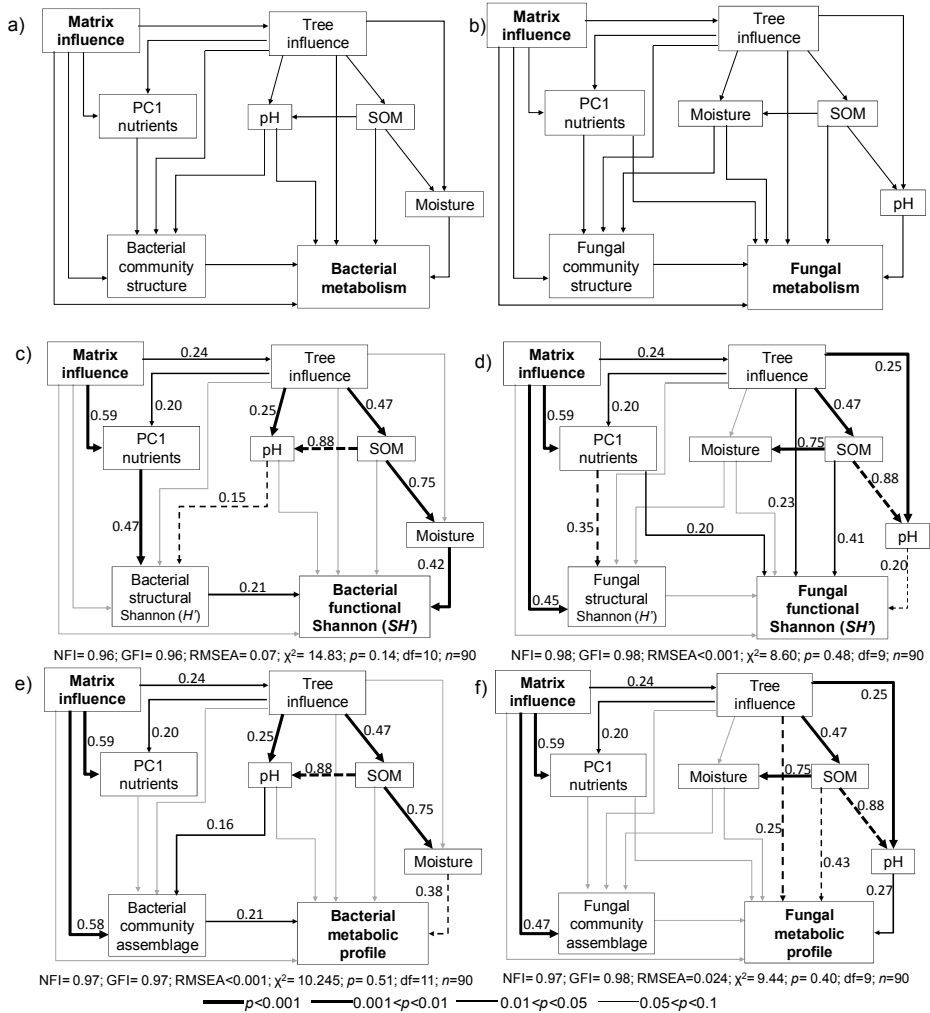 a)
Matrix
influence
Tree
influence
PC1
nutrients
pH
SOM
Moisture
Bacterial
community
structure
Bacterial
metabolism
b)
Matrix
influence
Tree
influence
PC1
nutrients
Moisture
SOM
pH
Fungal
community
structure
Fungal
metabolism
c)
Matrix
influence
0.24
Tree
influence
0.59
0.20
0.25
0.47
PC1
nutrients
pH
0.88
SOM
0.15
0.75
0.47
Moisture
0.42
Bacterial
structural
Shannon (H’)
0.21
Bacterial
functional
Shannon (SH’)
NFI= 0.96; GFI= 0.96; RMSEA= 0.07; χ²= 14.83; p= 0.14; df=10; n=90
d)
Matrix
influence
0.24
Tree
influence
0.25
0.59
0.20
0.47
PC1
nutrients
Moisture
0.75
SOM
0.88
0.35
0.23
0.20
0.41
pH
0.20
0.45
Fungal
structural
Shannon (H’)
Fungal
functional
Shannon (SH’)
NFI= 0.98; GFI= 0.98; RMSEA<0.001; χ²= 8.60; p= 0.48; df=9; n=90
e)
Matrix
influence
0.24
Tree
influence
0.59
0.20
0.25
0.47
PC1
nutrients
pH
0.88
SOM
0.16
0.75
Moisture
0.38
0.58
Bacterial
community
assemblage
0.21
Bacterial
metabolic
profile
NFI= 0.97; GFI= 0.97; RMSEA<0.001; χ²= 10.245; p= 0.51; df=11; n=90
f)
Matrix
influence
0.24
Tree
influence
0.25
0.59
0.20
0.47
PC1
nutrients
Moisture
0.75
SOM
0.88
0.25
0.43
pH
0.27
0.47
Fungal
community
assemblage
Fungal
metabolic
profile
NFI= 0.97; GFI= 0.98; RMSEA=0.024; χ²= 9.44; p= 0.40; df=9; n=90
p<0.001 0.001<p<0.01 0.01<p<0.05 0.05<p<0.1